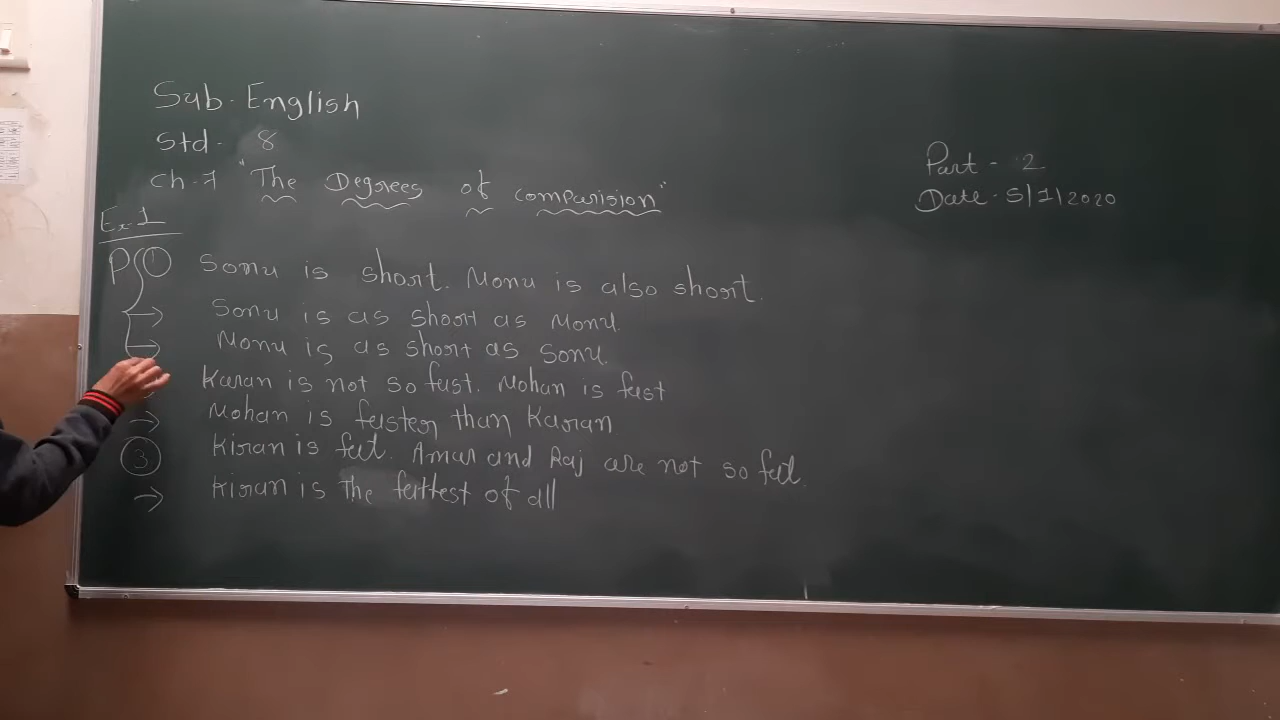 Sub - English
Std - 8
Ch - 7 "The Degrees of comparision"
Part - 2
Date - 5/1/2020
Ex - 1
P ① Sonu is short. Monu is also short.
→ Sonu is as short as Monu.
→ Monu is as short as Sonu.
Karan is not so fast. Mohan is fast
→ Mohan is faster than Karan.
③ Kiran is fat. Amar and Raj are not so fat.
→ Kiran is the fattest of all